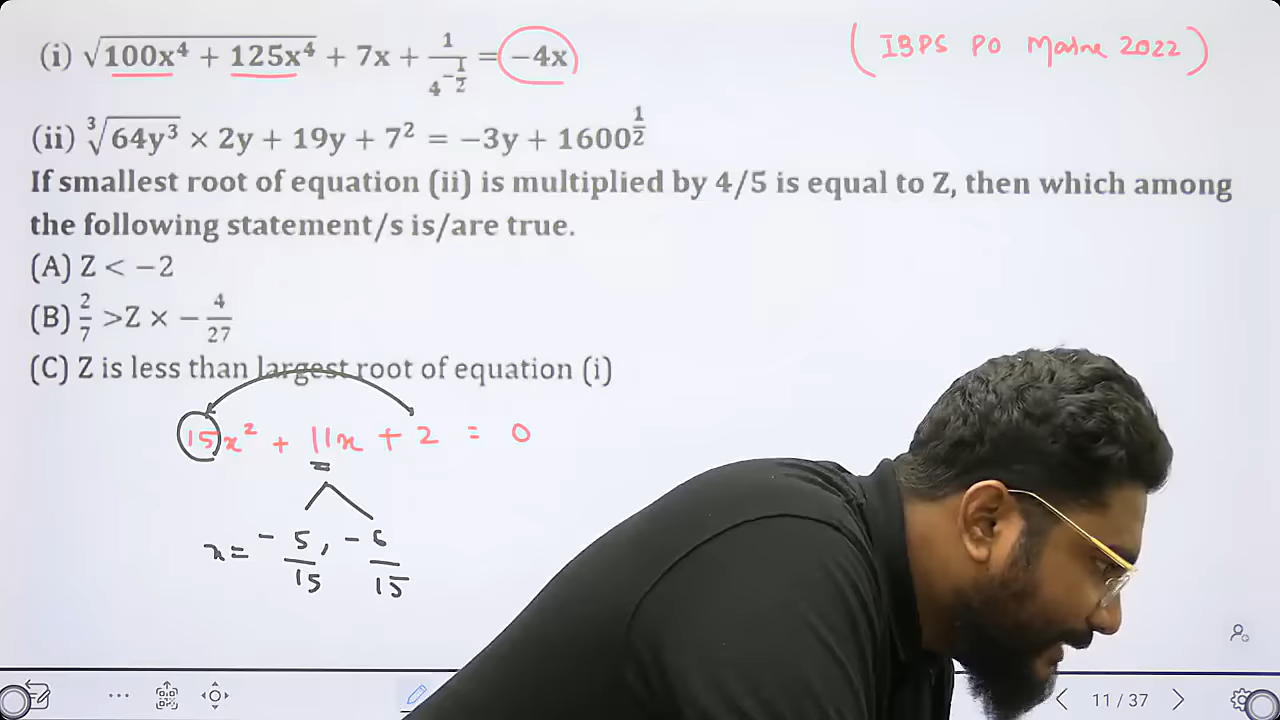 (i) √100x⁴ + 125x⁴ + 7x + 1/4^(-1/2) = −4x
(IBPS PO Mains 2022)
(ii) ³√64y³ × 2y + 19y + 7² = −3y + 1600^(1/2)
If smallest root of equation (ii) is multiplied by 4/5 is equal to Z, then which among
the following statement/s is/are true.
(A) Z < −2
(B) 2/7 >Z × − 4/27
(C) Z is less than largest root of equation (i)
15x² + 11x + 2 = 0
x = - 5/15, - 6/15
11 / 37